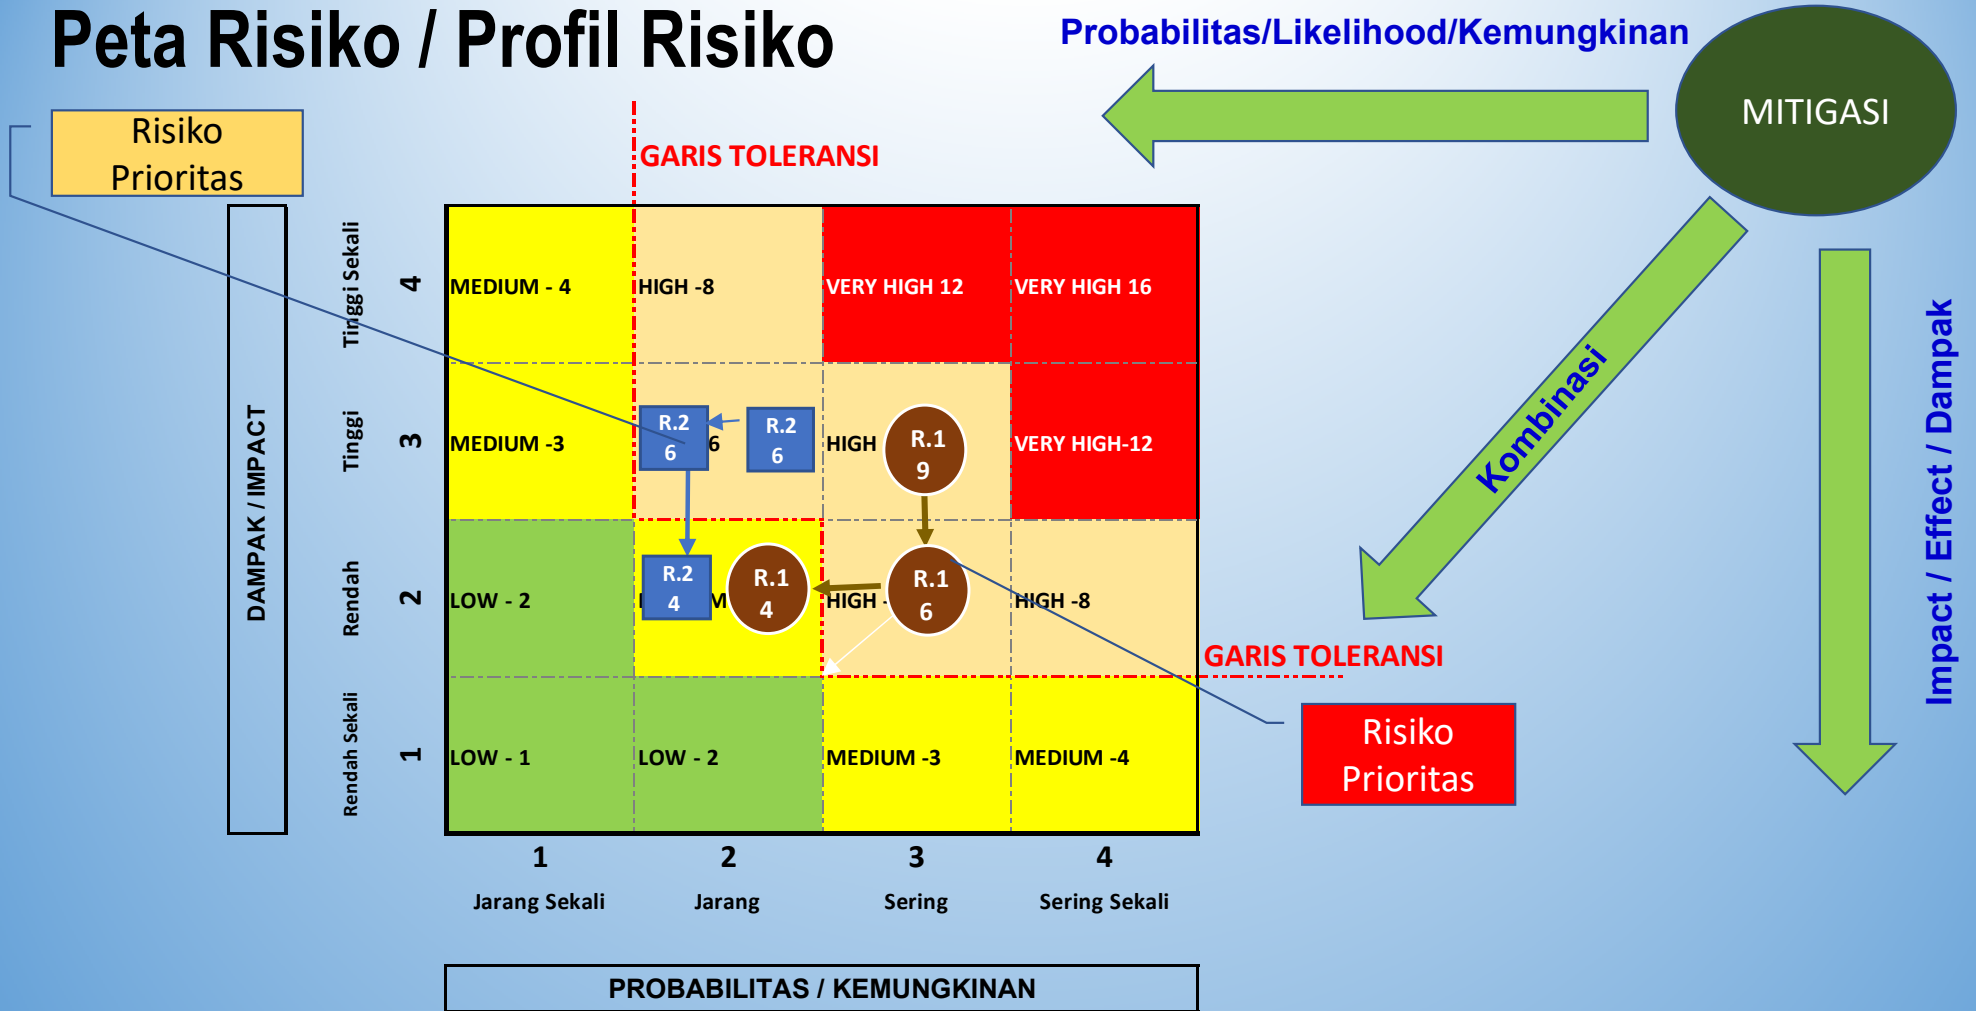 Peta Risiko / Profil Risiko
Probabilitas/Likelihood/Kemungkinan
MITIGASI
Risiko
Prioritas
GARIS TOLERANSI
DAMPAK / IMPACT
Tinggi Sekali
4
MEDIUM - 4
HIGH -8
VERY HIGH 12
VERY HIGH 16
Tinggi
3
MEDIUM -3
R.2
6
6
R.2
6
HIGH
R.1
9
VERY HIGH-12
Rendah
2
LOW - 2
R.2
4
M
R.1
4
HIGH -
R.1
6
HIGH -8
GARIS TOLERANSI
Rendah Sekali
1
LOW - 1
LOW - 2
MEDIUM -3
MEDIUM -4
Risiko
Prioritas
Kombinasi
Impact / Effect / Dampak
1
2
3
4
Jarang Sekali
Jarang
Sering
Sering Sekali
PROBABILITAS / KEMUNGKINAN